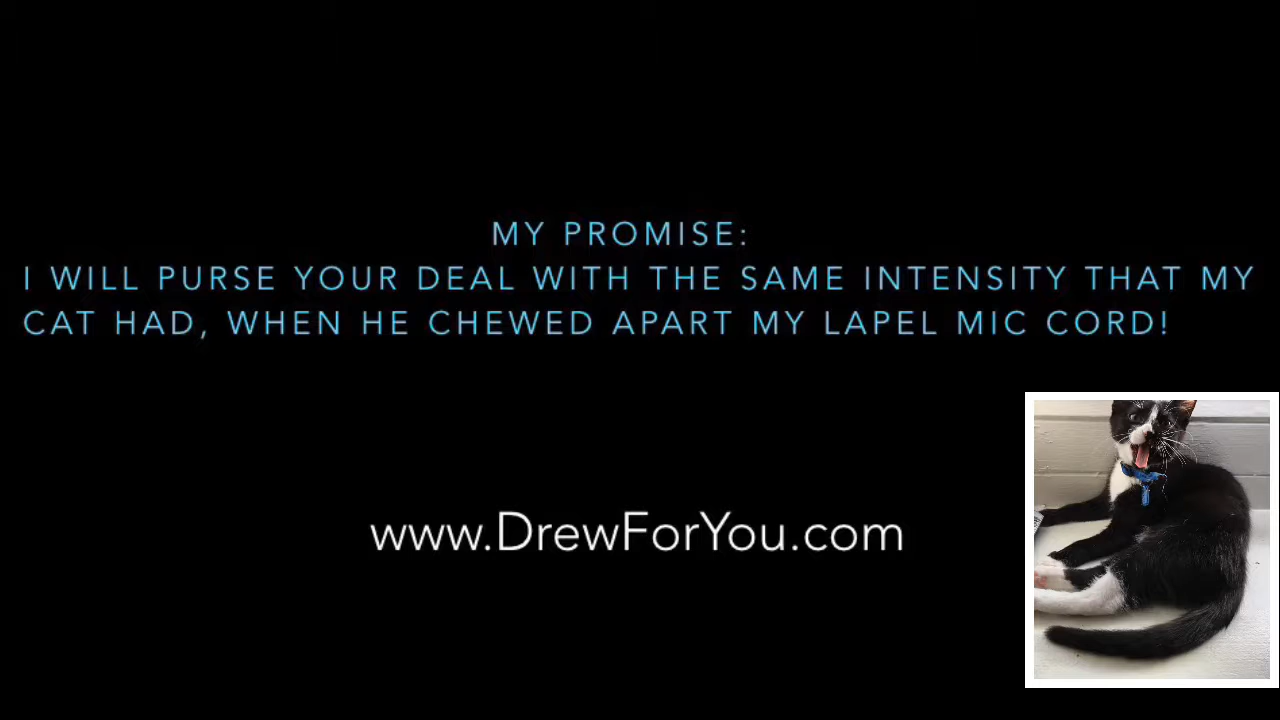 MY PROMISE:
I WILL PURSE YOUR DEAL WITH THE SAME INTENSITY THAT MY
CAT HAD, WHEN HE CHEWED APART MY LAPEL MIC CORD!
www.DrewForYou.com